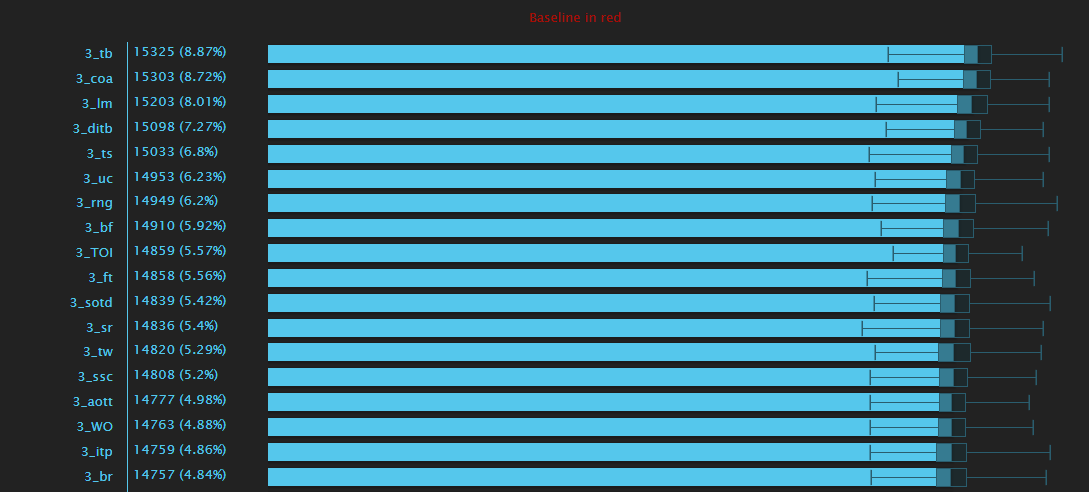 Baseline in red
3_tb 15325 (8.87%)
3_coa 15303 (8.72%)
3_lm 15203 (8.01%)
3_ditb 15098 (7.27%)
3_ts 15033 (6.8%)
3_uc 14953 (6.23%)
3_rng 14949 (6.2%)
3_bf 14910 (5.92%)
3_TOI 14859 (5.57%)
3_ft 14858 (5.56%)
3_sotd 14839 (5.42%)
3_sr 14836 (5.4%)
3_tw 14820 (5.29%)
3_ssc 14808 (5.2%)
3_aott 14777 (4.98%)
3_WO 14763 (4.88%)
3_itp 14759 (4.86%)
3_br 14757 (4.84%)